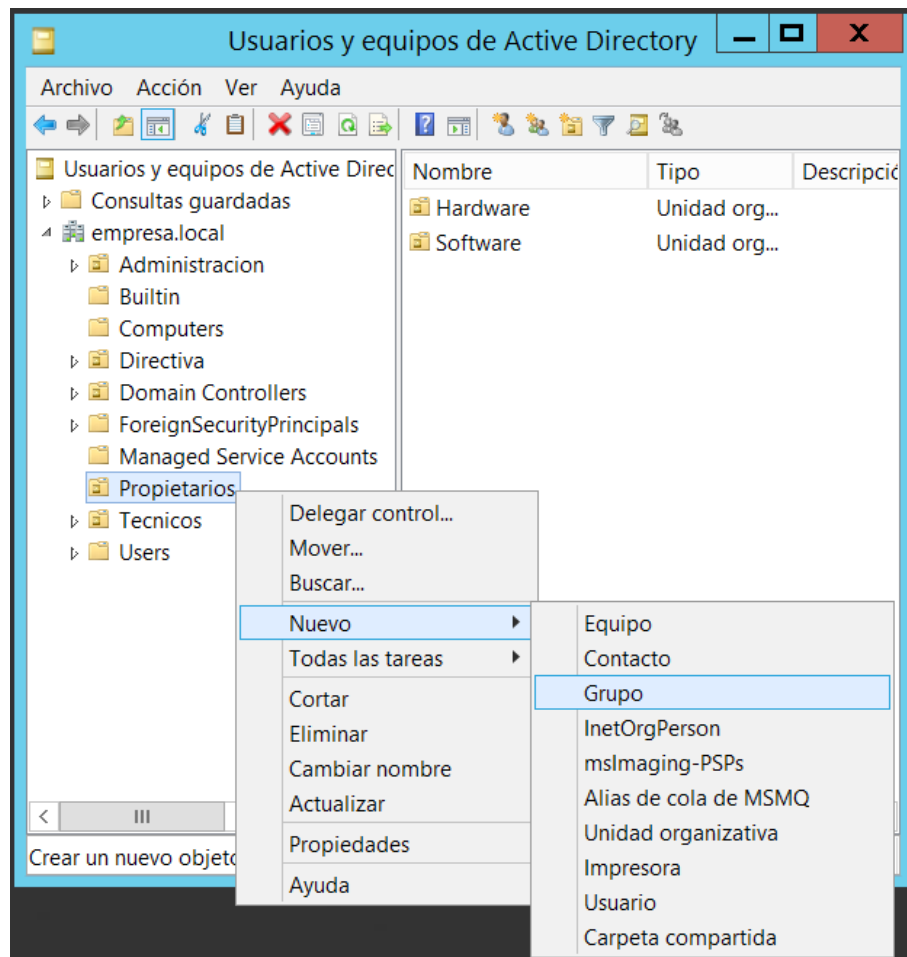 Usuarios y equipos de Active Directory
Archivo Acción Ver Ayuda
Usuarios y equipos de Active Direc
Consultas guardadas
empresa.local
Administracion
Builtin
Computers
Directiva
Domain Controllers
ForeignSecurityPrincipals
Managed Service Accounts
Propietarios
Tecnicos
Users
Nombre Tipo Descripció
Hardware Unidad org...
Software Unidad org...
Delegar control...
Mover...
Buscar...
Nuevo
Todas las tareas
Cortar
Eliminar
Cambiar nombre
Actualizar
Propiedades
Ayuda
Equipo
Contacto
Grupo
InetOrgPerson
msImaging-PSPs
Alias de cola de MSMQ
Unidad organizativa
Impresora
Usuario
Carpeta compartida
Crear un nuevo objeto